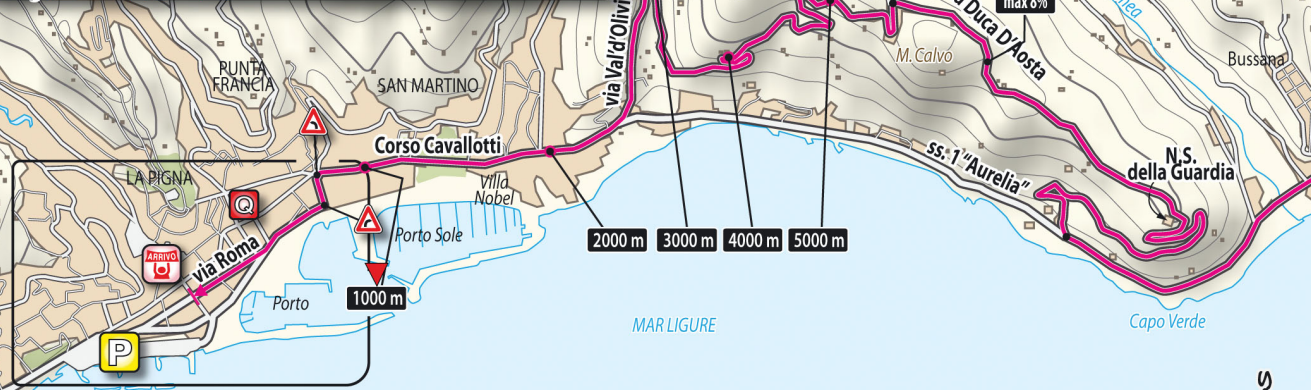 max 8%
via Duca D'Aosta
M. Calvo
Bussana
PUNTA
FRANCIA
SAN MARTINO
via Val d'Olivi
Corso Cavallotti
ss. 1 "Aurelia"
N.S.
della Guardia
LA PIGNA
Villa
Nobel
Q
Porto Sole
2000 m
3000 m
4000 m
5000 m
via Roma
ARRIVO
1000 m
Porto
MAR LIGURE
Capo Verde
P
S